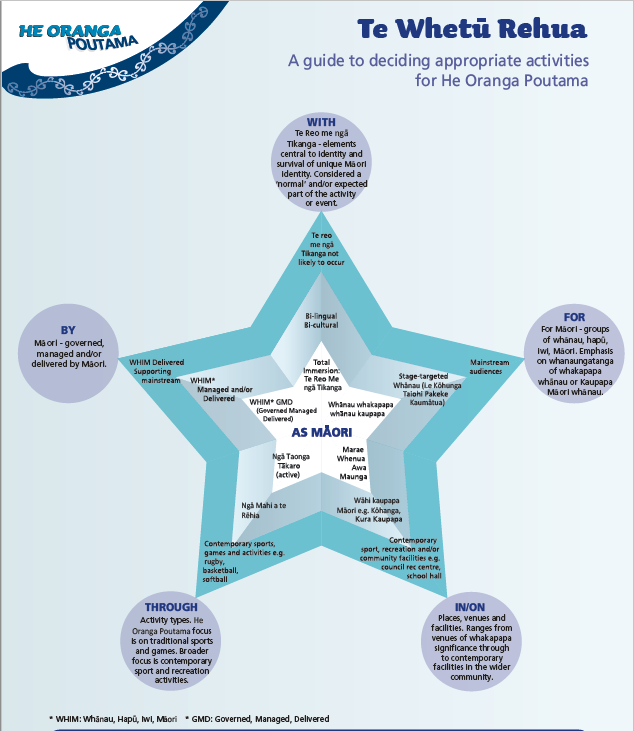 HE ORANGA
POUTAMA
Te Whetū Rehua
A guide to deciding appropriate activities
for He Oranga Poutama
WITH
Te Reo me ngā
Tikanga - elements
central to identity and
survival of unique Māori
identity. Considered a
'normal' and/or expected
part of the activity
or event.
Te reo
me ngā
Tikanga not
likely to occur
Bi-lingual
Bi-cultural
Total
Immersion:
Te Reo Me
ngā Tikanga
BY
Māori - governed,
managed and/or
delivered by Māori.
WHIM Delivered
Supporting
mainstream
WHIM*
Managed and/or
Delivered
WHIM* GMD
(Governed Managed
Delivered)
FOR
For Māori - groups
of whānau, hapū,
Iwi, Māori. Emphasis
on whanaungatanga
of whakapapa
whānau or Kaupapa
Māori whānau.
Mainstream
audiences
Stage-targeted
Whānau (i.e Kōhunga
Taiohi Pakeke
Kaumātua)
Whānau whakapapa
whānau kaupapa
AS MĀORI
Ngā Taonga
Tākaro
(active)
Marae
Whenua
Awa
Maunga
Ngā Mahi a te
Rēhia
Wāhi kaupapa
Māori e.g. Kōhanga,
Kura Kaupapa
Contemporary sports,
games and activities e.g.
rugby,
basketball,
softball
Contemporary
sport, recreation and/or
community facilities e.g.
council rec centre,
school hall
THROUGH
Activity types. He
Oranga Poutama focus
is on traditional sports
and games. Broader
focus is contemporary
sport and recreation
activities.
IN/ON
Places, venues and
facilities. Ranges from
venues of whakapapa
significance through
to contemporary
facilities in the wider
community.
* WHIM: Whānau, Hapū, Iwi, Māori * GMD: Governed, Managed, Delivered